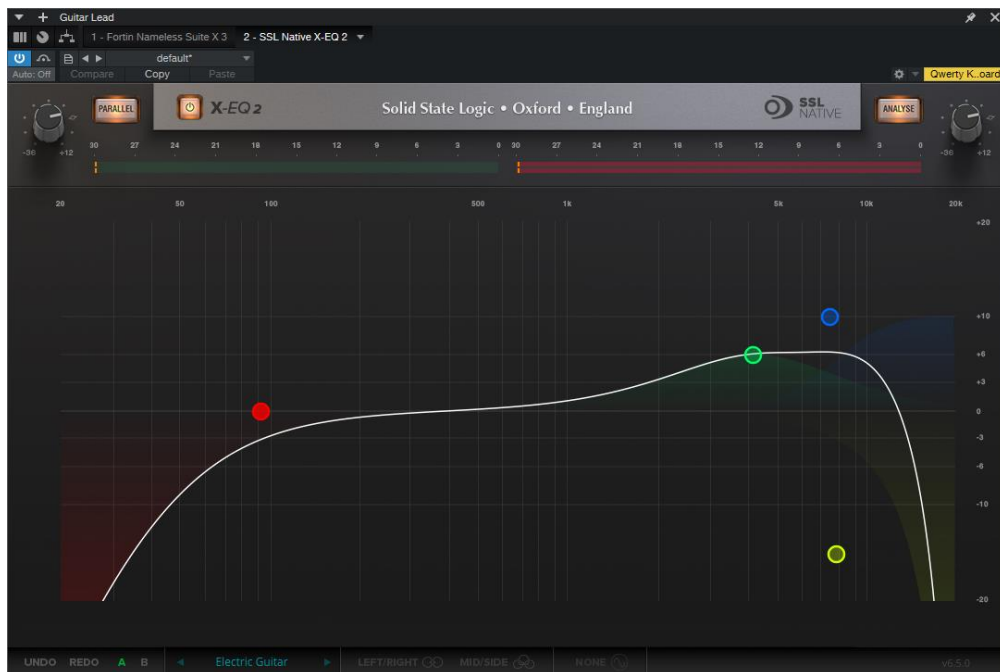 Guitar Lead
1 - Fortin Nameless Suite X 3 2 - SSL Native X-EQ 2
default*
Auto: Off Compare Copy Paste Qwerty K..oard
PARALLEL X-EQ 2 Solid State Logic • Oxford • England SSL NATIVE ANALYSE
-36 +12 30 27 24 21 18 15 12 9 6 3 0 30 27 24 21 18 15 12 9 6 3 0 -36 +12
20 50 100 500 1k 5k 10k 20k
+20
+10
+6
+3
0
-3
-6
-10
-20
UNDO REDO A B Electric Guitar LEFT/RIGHT MID/SIDE NONE v6.5.0